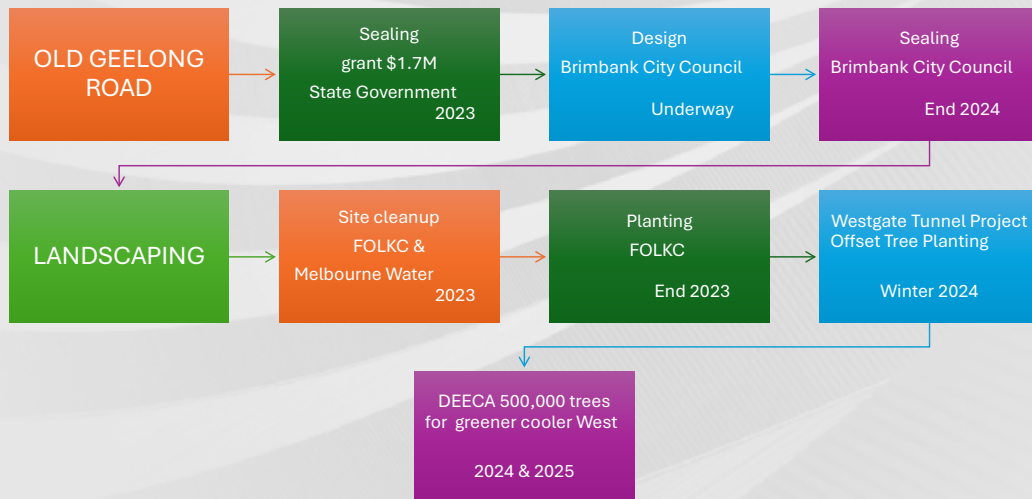 OLD GEELONG
ROAD
Sealing
grant $1.7M
State Government
2023
Design
Brimbank City Council
Underway
Sealing
Brimbank City Council
End 2024
LANDSCAPING
Site cleanup
FOLKC &
Melbourne Water
2023
Planting
FOLKC
End 2023
Westgate Tunnel Project
Offset Tree Planting
Winter 2024
DEECA 500,000 trees
for greener cooler West
2024 & 2025